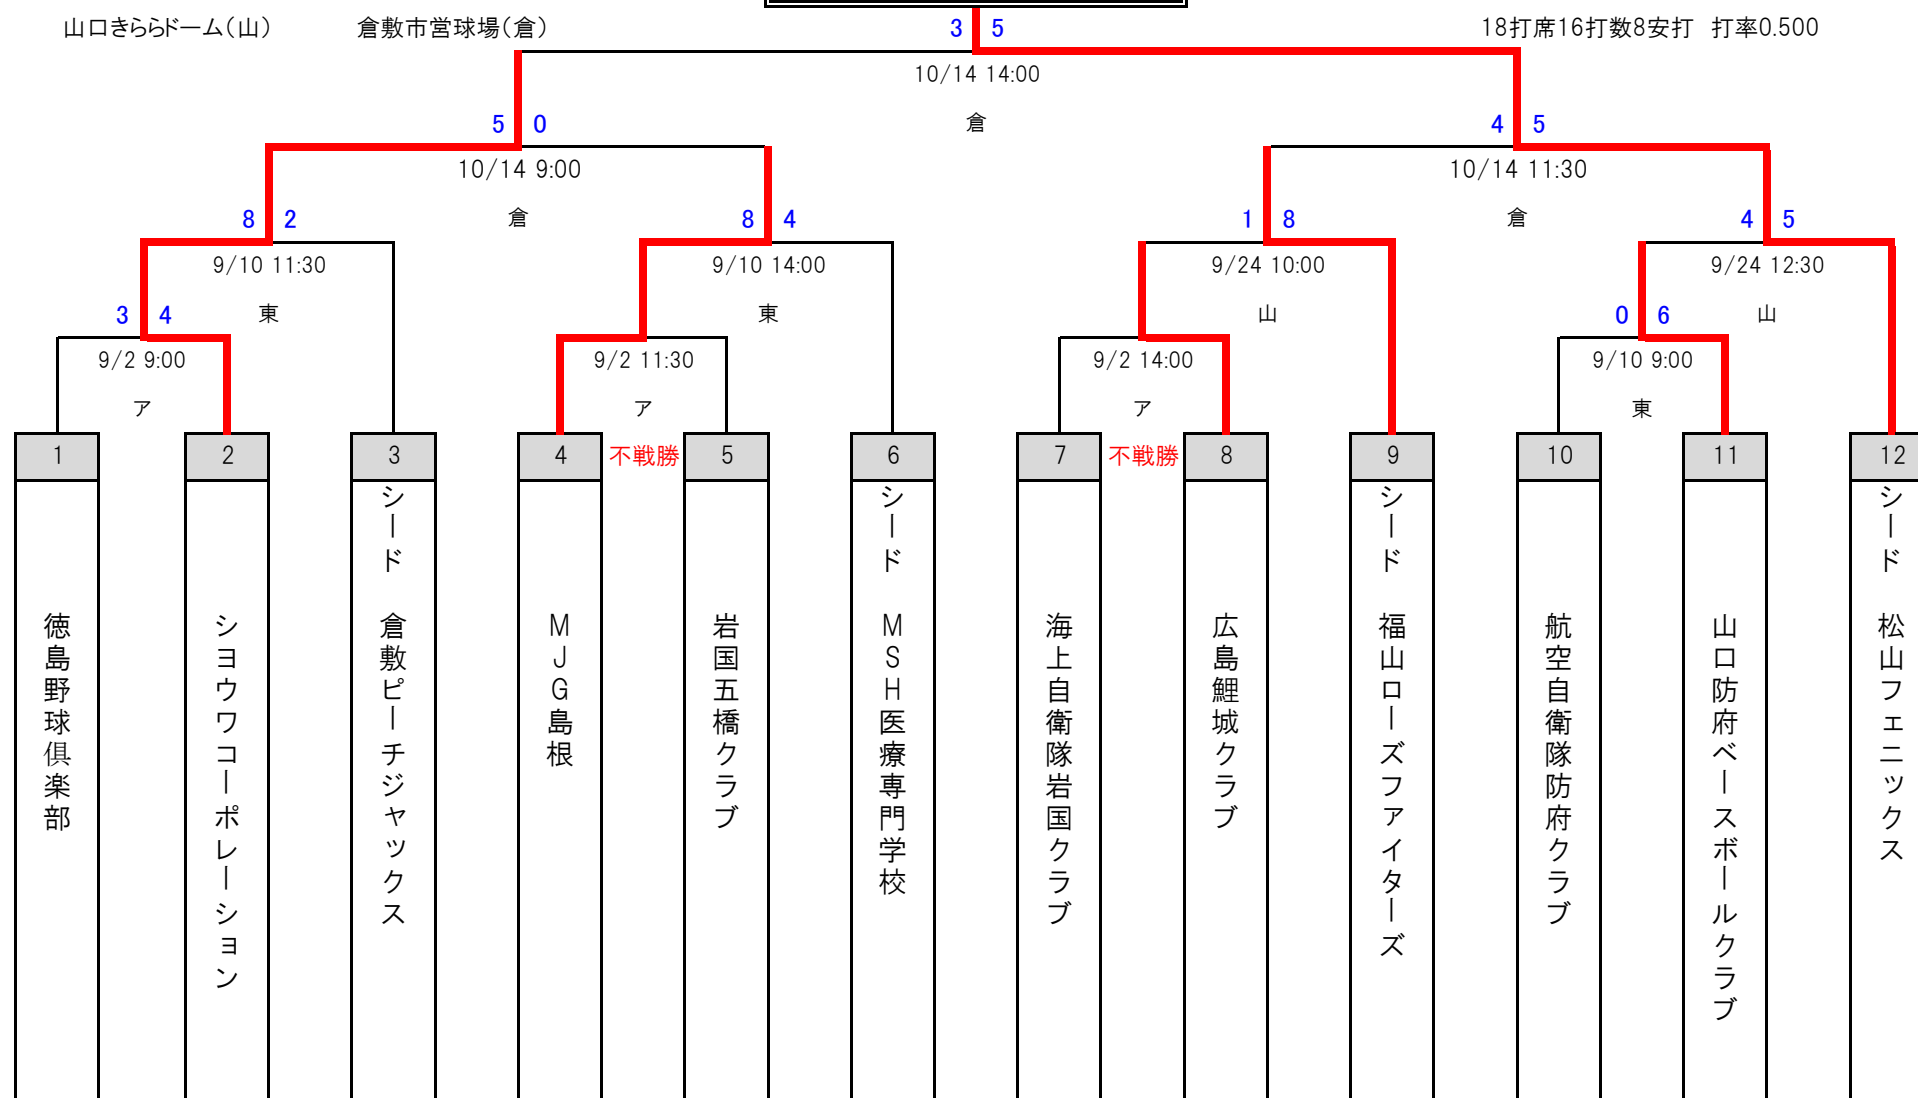 山口きららドーム(山)
倉敷市営球場(倉)
3 5
18打席16打数8安打 打率0.500
10/14 14:00
倉
5 0
4 5
10/14 9:00
10/14 11:30
倉
倉
8 2
8 4
1 8
4 5
9/10 11:30
9/10 14:00
9/24 10:00
9/24 12:30
東
東
山
山
3 4
0 6
9/2 9:00
9/2 11:30
9/2 14:00
9/10 9:00
ア
ア
ア
東
1
2
3
4
不戦勝
5
6
7
不戦勝
8
9
10
11
12
徳島野球倶楽部
ショウワコーポレーション
シード 倉敷ピーチジャックス
MJG島根
岩国五橋クラブ
シード MSH医療専門学校
海上自衛隊岩国クラブ
広島鯉城クラブ
シード 福山ローズファイターズ
航空自衛隊防府クラブ
山口防府ベースボールクラブ
シード 松山フェニックス